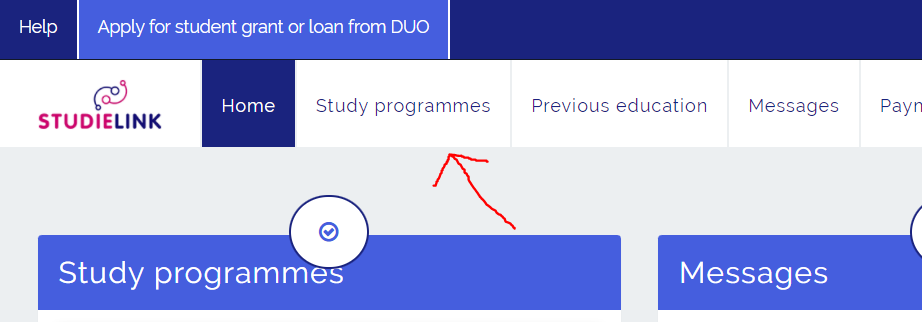 Help Apply for student grant or loan from DUO
STUDIELINK Home Study programmes Previous education Messages Paym
Study programmes Messages